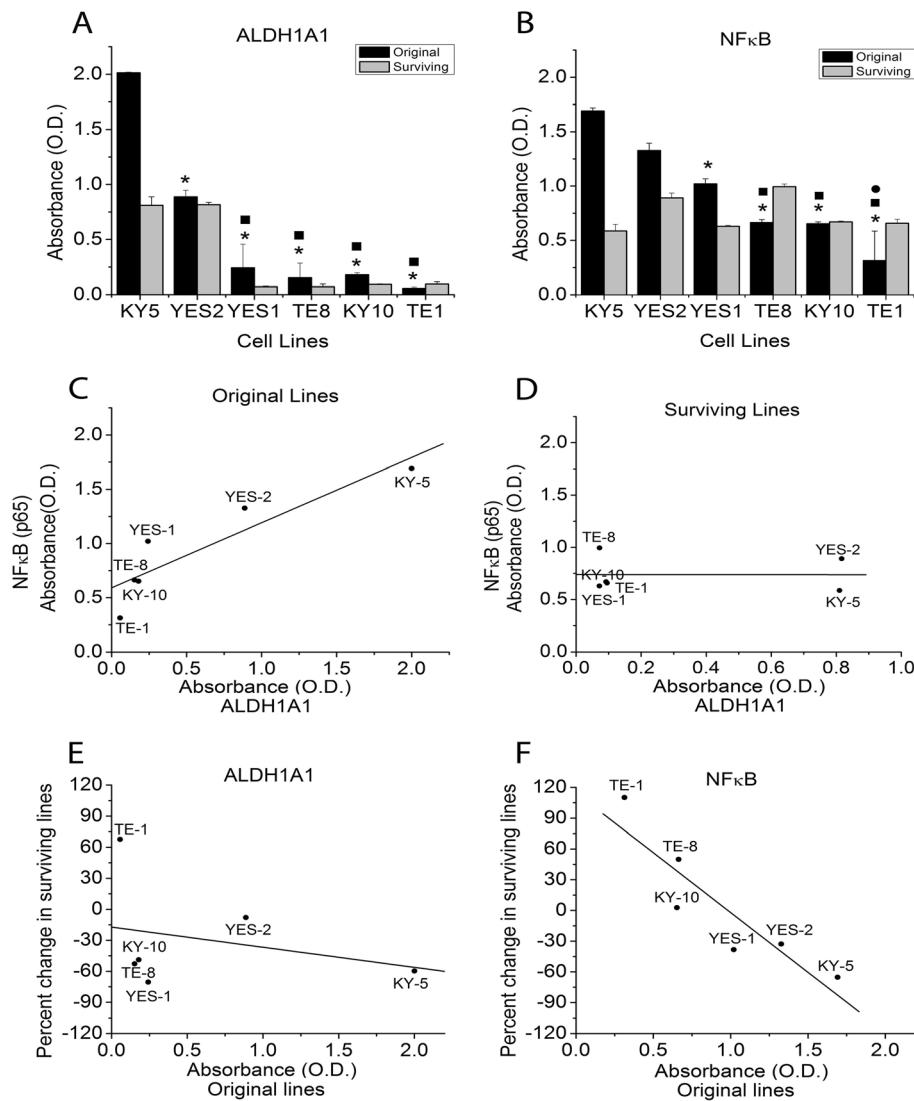 A
ALDH1A1
Original
Surviving
Absorbance (O.D.)
2.0
1.5
1.0
0.5
0.0
* ■ * ■ * ■ * ■ *
KY5 YES2 YES1 TE8 KY10 TE1
Cell Lines
B
NFκB
Original
Surviving
Absorbance (O.D.)
2.0
1.5
1.0
0.5
0.0
* ■ * ■ * ● ■ *
KY5 YES2 YES1 TE8 KY10 TE1
Cell Lines
C
Original Lines
NFκB (p65)
Absorbance(O.D.)
2.0
1.5
1.0
0.5
0.0
YES-2
KY-5
YES-1
TE-8
KY-10
TE-1
0.0 0.5 1.0 1.5 2.0
Absorbance (O.D.)
ALDH1A1
D
Surviving Lines
NFκB (p65)
Absorbance (O.D.)
2.0
1.5
1.0
0.5
0.0
TE-8
YES-2
KY-10
TE-1
YES-1
KY-5
0.0 0.2 0.4 0.6 0.8 1.0
Absorbance (O.D.)
ALDH1A1
E
ALDH1A1
Percent change in surviving lines
120
90
60
30
0
-30
-60
-90
-120
TE-1
YES-2
KY-10
TE-8
YES-1
KY-5
0.0 0.5 1.0 1.5 2.0
Absorbance (O.D.)
Original lines
F
NFκB
Percent change in surviving lines
120
90
60
30
0
-30
-60
-90
-120
TE-1
TE-8
KY-10
YES-1
YES-2
KY-5
0.0 0.5 1.0 1.5 2.0
Absorbance (O.D.)
Original lines